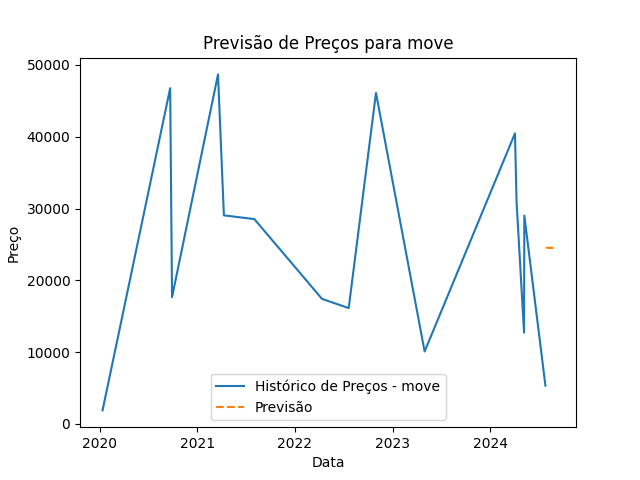 Previsão de Preços para move
Preço
50000
40000
30000
20000
10000
0
2020 2021 2022 2023 2024
Data
Histórico de Preços - move
Previsão